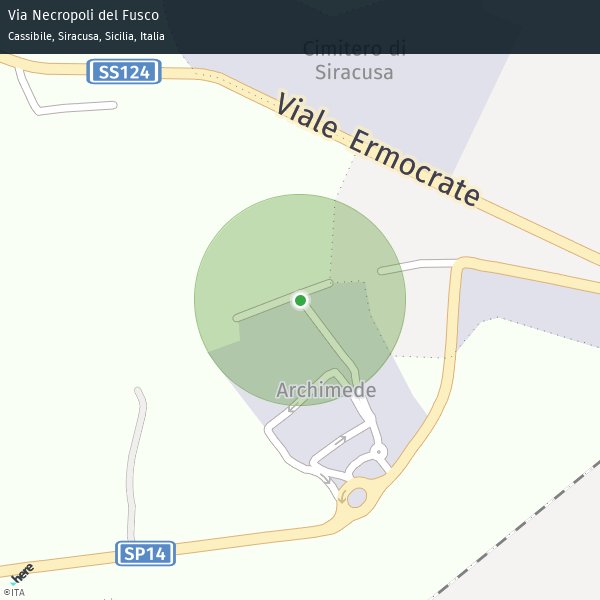 Via Necropoli del Fusco
Cassibile, Siracusa, Sicilia, Italia
Cimitero di
Siracusa
SS124
Viale Ermocrate
Archimede
SP14
here
©ITA